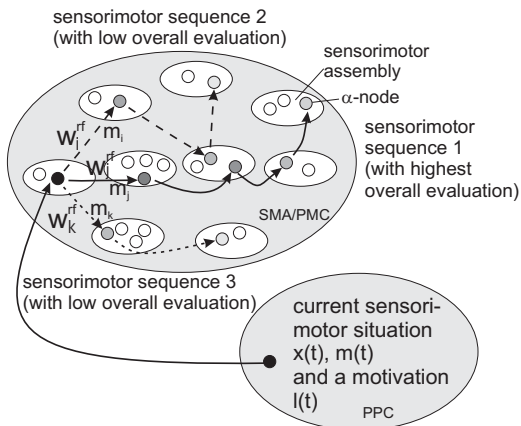 sensorimotor sequence 2
(with low overall evaluation)
sensorimotor
assembly
α-node
w_i^rf
m_i
w_j^rf
m_j
w_k^rf
m_k
sensorimotor
sequence 1
(with highest
overall evaluation)
SMA/PMC
sensorimotor sequence 3
(with low overall evaluation)
current sensori-
motor situation
x(t), m(t)
and a motivation
l(t)
PPC